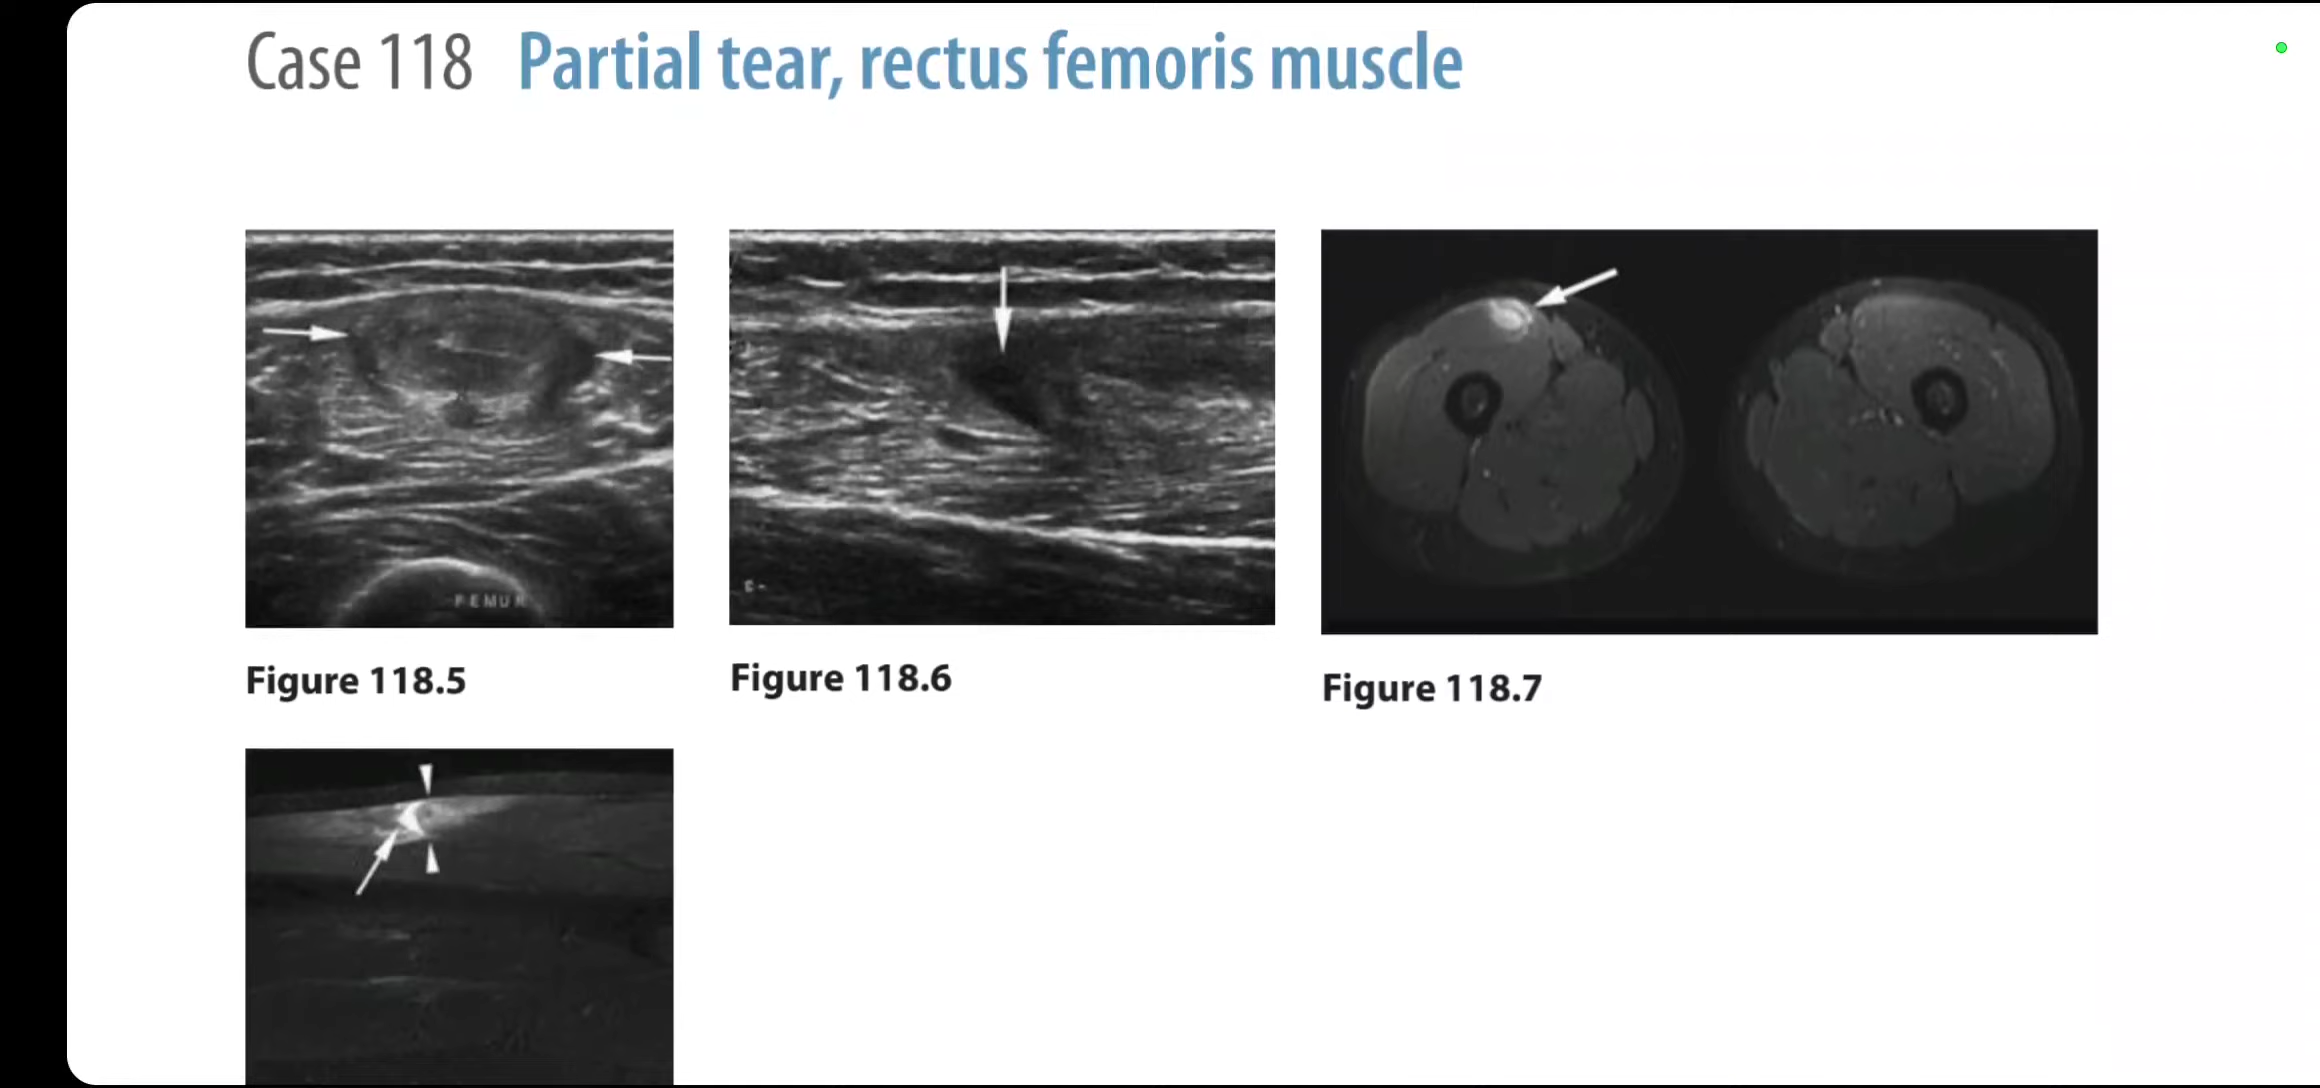 Case 118 Partial tear, rectus femoris muscle
FEMUR
Figure 118.5
Figure 118.6
Figure 118.7